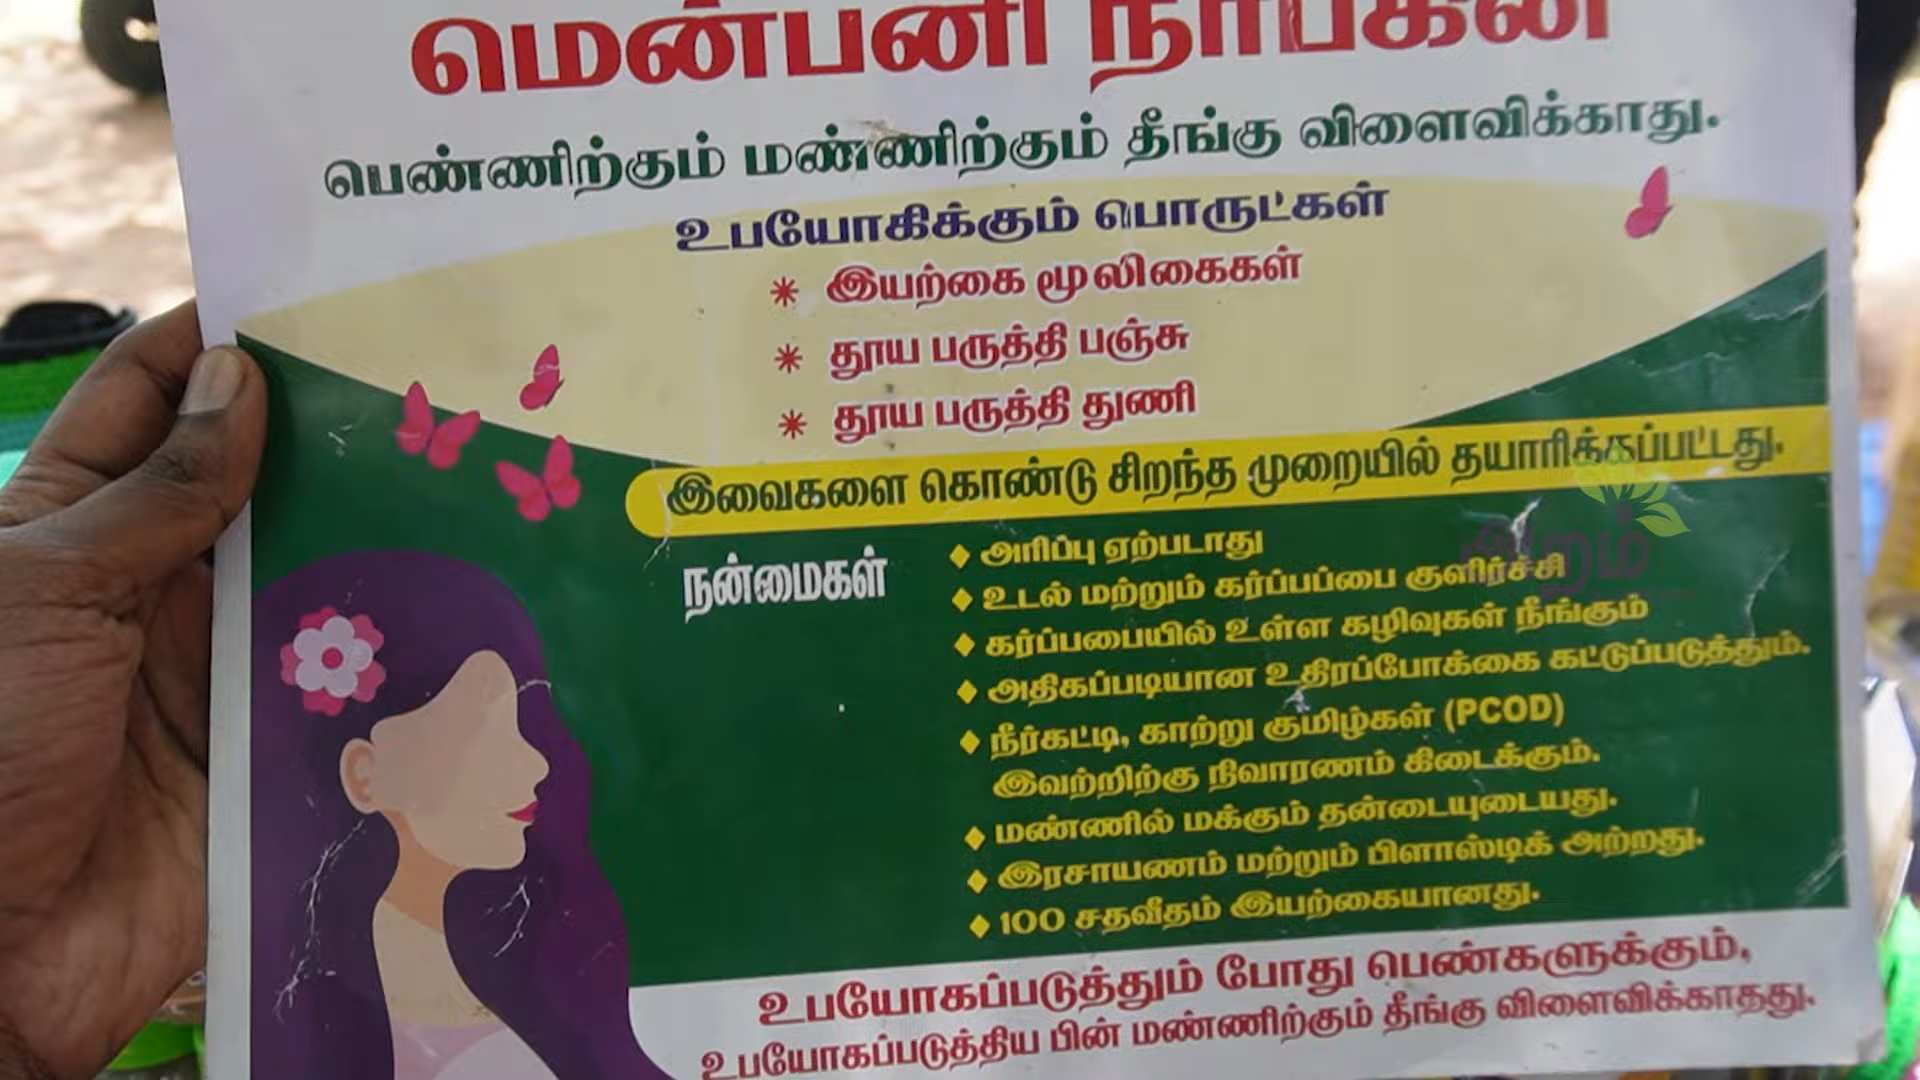 மென்பனி நாப்கின்
பெண்ணிற்கும் மண்ணிற்கும் தீங்கு விளைவிக்காது.
உபயோகிக்கும் பொருட்கள்
* இயற்கை மூலிகைகள்
* தூய பருத்தி பஞ்சு
* தூய பருத்தி துணி
இவைகளை கொண்டு சிறந்த முறையில் தயாரிக்கப்பட்டது.
நன்மைகள்
♦ அரிப்பு ஏற்படாது
♦ உடல் மற்றும் கர்ப்பப்பை குளிர்ச்சி
♦ கர்ப்பபையில் உள்ள கழிவுகள் நீங்கும்
♦ அதிகப்படியான உதிரப்போக்கை கட்டுப்படுத்தும்.
♦ நீர்கட்டி, காற்று குமிழ்கள் (PCOD)
இவற்றிற்கு நிவாரணம் கிடைக்கும்.
♦ மண்ணில் மக்கும் தன்டையுடையது.
♦ இரசாயணம் மற்றும் பிளாஸ்டிக் அற்றது.
♦ 100 சதவீதம் இயற்கையானது.
அறம்
உபயோகப்படுத்தும் போது பெண்களுக்கும்,
உபயோகப்படுத்திய பின் மண்ணிற்கும் தீங்கு விளைவிக்காதது.